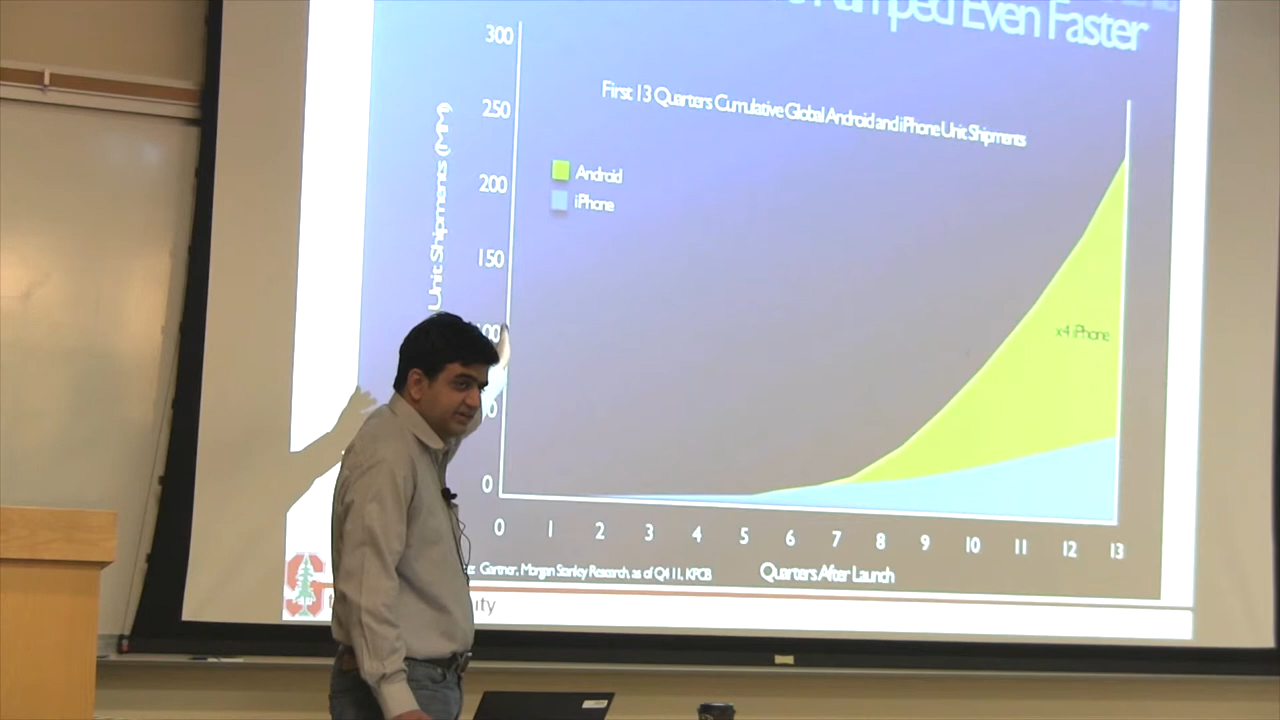 Even Faster
First 13 Quarters Cumulative Global Android and iPhone Unit Shipments
Unit Shipments (MM)
300
250
200
150
0
Android
iPhone
x4 iPhone
0 1 2 3 4 5 6 7 8 9 10 11 12 13
Quarters After Launch
Gartner, Morgan Stanley Research, as of Q4 11, KPCB